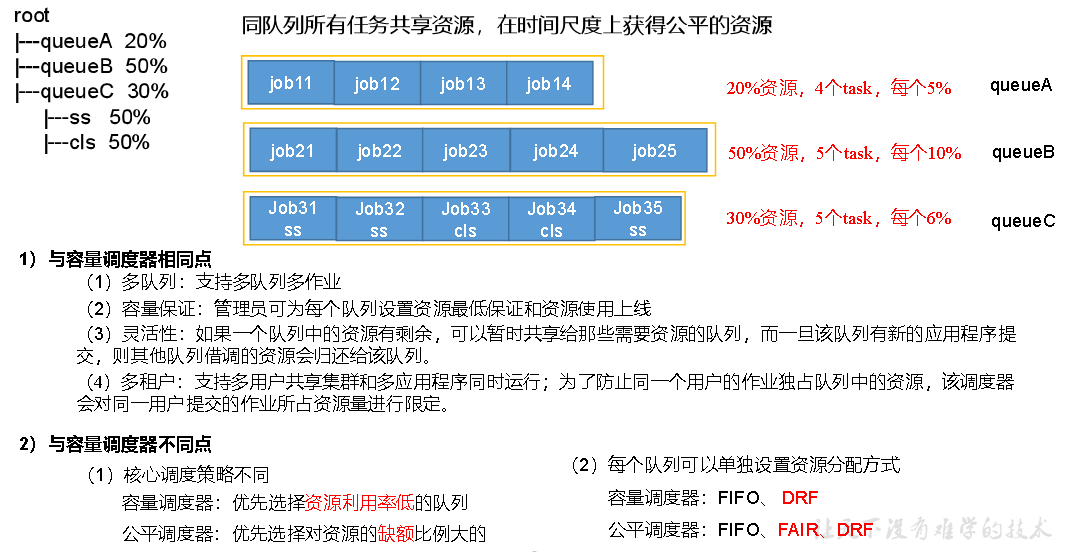 root
|---queueA 20%
|---queueB 50%
|---queueC 30%
|---ss 50%
|---cls 50%
同队列所有任务共享资源，在时间尺度上获得公平的资源
job11 job12 job13 job14
20%资源，4个task，每个5% queueA
job21 job22 job23 job24 job25
50%资源，5个task，每个10% queueB
Job31 Job32 Job33 Job34 Job35
ss ss cls cls ss
30%资源，5个task，每个6% queueC
1）与容量调度器相同点
（1）多队列：支持多队列多作业
（2）容量保证：管理员可为每个队列设置资源最低保证和资源使用上线
（3）灵活性：如果一个队列中的资源有剩余，可以暂时共享给那些需要资源的队列，而一旦该队列有新的应用程序提
交，则其他队列借调的资源会归还给该队列。
（4）多租户：支持多用户共享集群和多应用程序同时运行；为了防止同一个用户的作业独占队列中的资源，该调度器
会对同一用户提交的作业所占资源量进行限定。
2）与容量调度器不同点
（1）核心调度策略不同
容量调度器：优先选择资源利用率低的队列
公平调度器：优先选择对资源的缺额比例大的
（2）每个队列可以单独设置资源分配方式
容量调度器：FIFO、 DRF
公平调度器：FIFO、FAIR、DRF
让天下没有难学的技术